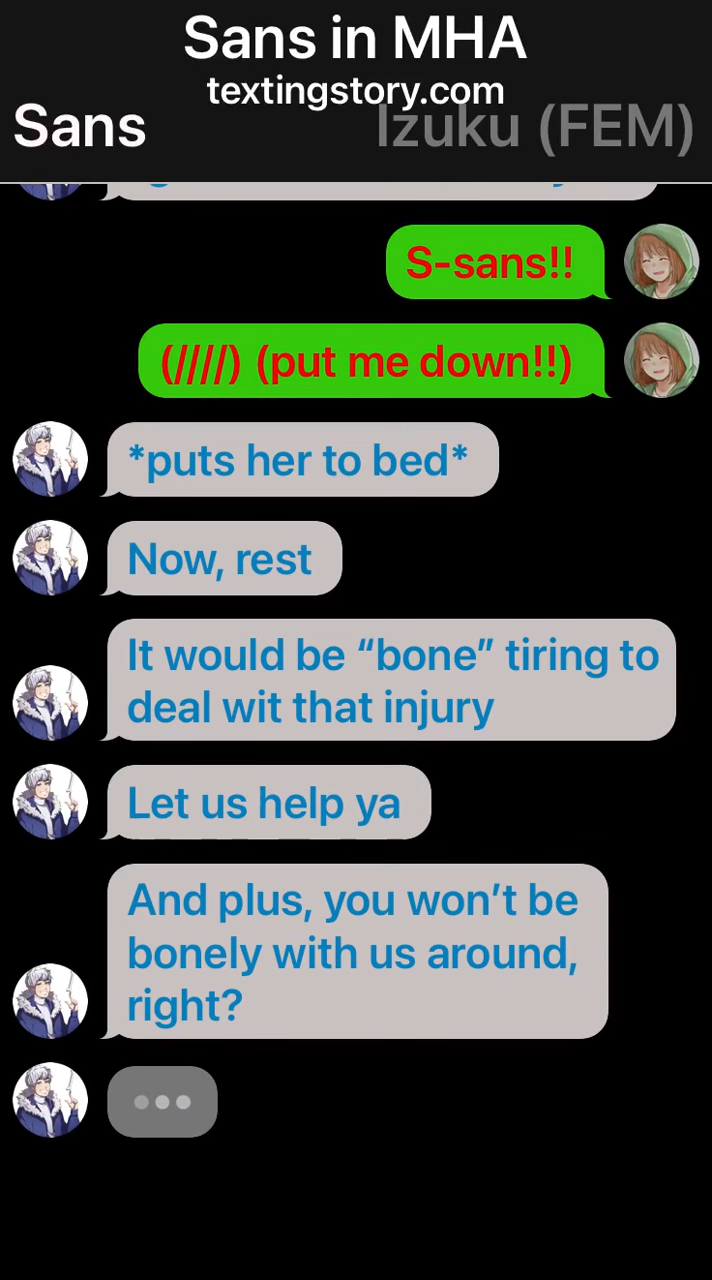 Sans in MHA
textingstory.com
Sans
Izuku (FEM)
S-sans!!
(////) (put me down!!)
*puts her to bed*
Now, rest
It would be “bone” tiring to
deal wit that injury
Let us help ya
And plus, you won’t be
bonely with us around,
right?